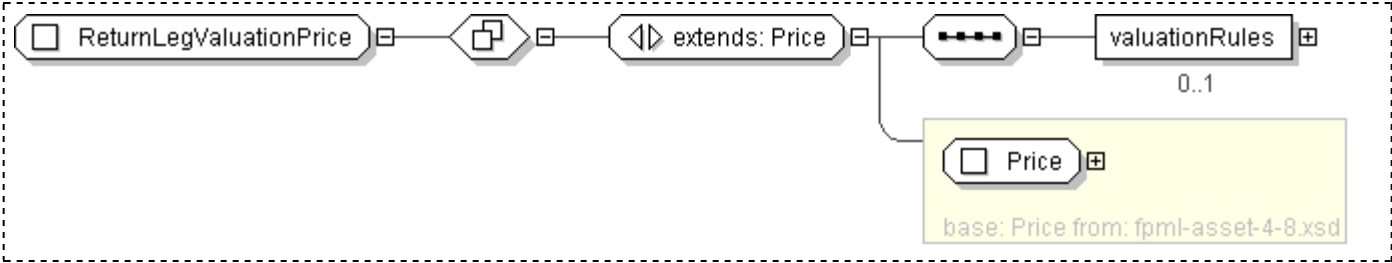 ReturnLegValuationPrice
extends: Price
valuationRules
0..1
Price
base: Price from: fpml-asset-4-8.xsd